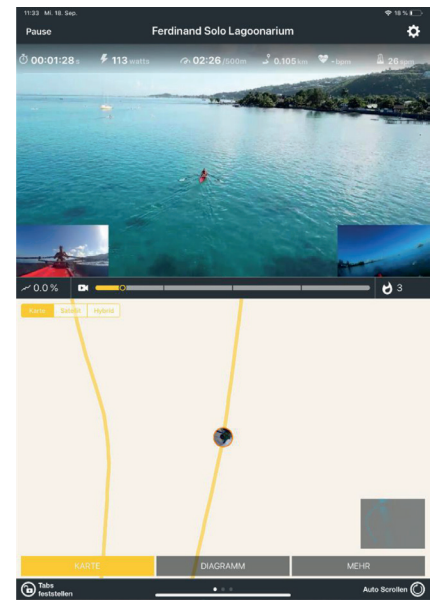 11:33 Mi. 18. Sep.
18 %
Pause
Ferdinand Solo Lagoonarium
00:01:28 s
113 watts
02:26 /500m
0.105 km
- bpm
26 spm
0.0 %
3
Karte
Satellit
Hybrid
KARTE
DIAGRAMM
MEHR
Tabs
feststellen
Auto Scrollen